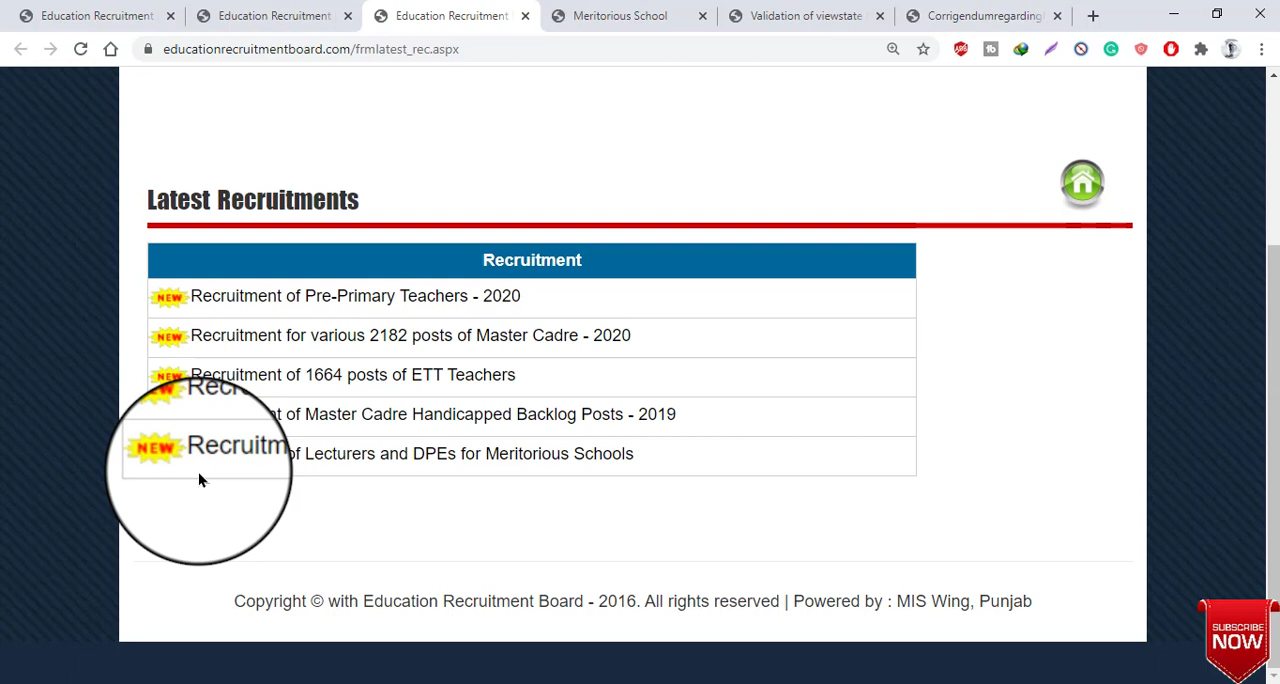 Education Recruitment
Education Recruitment
Education Recruitment
Meritorious School
Validation of viewstate
Corrigendumregarding
educationrecruitmentboard.com/frmlatest_rec.aspx
Latest Recruitments
Recruitment
NEW Recruitment of Pre-Primary Teachers - 2020
NEW Recruitment for various 2182 posts of Master Cadre - 2020
NEW Recruitment of 1664 posts of ETT Teachers
Recr
t of Master Cadre Handicapped Backlog Posts - 2019
NEW Recruitm
of Lecturers and DPEs for Meritorious Schools
Copyright © with Education Recruitment Board - 2016. All rights reserved | Powered by : MIS Wing, Punjab
SUBSCRIBE
NOW